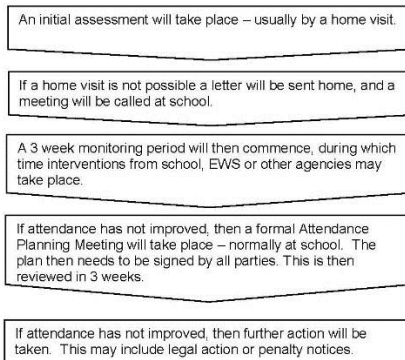 An initial assessment will take place – usually by a home visit.
If a home visit is not possible a letter will be sent home, and a
meeting will be called at school.
A 3 week monitoring period will then commence, during which
time interventions from school, EWS or other agencies may
take place.
If attendance has not improved, then a formal Attendance
Planning Meeting will take place – normally at school.  The
plan then needs to be signed by all parties. This is then
reviewed in 3 weeks.
If attendance has not improved, then further action will be
taken.  This may include legal action or penalty notices.